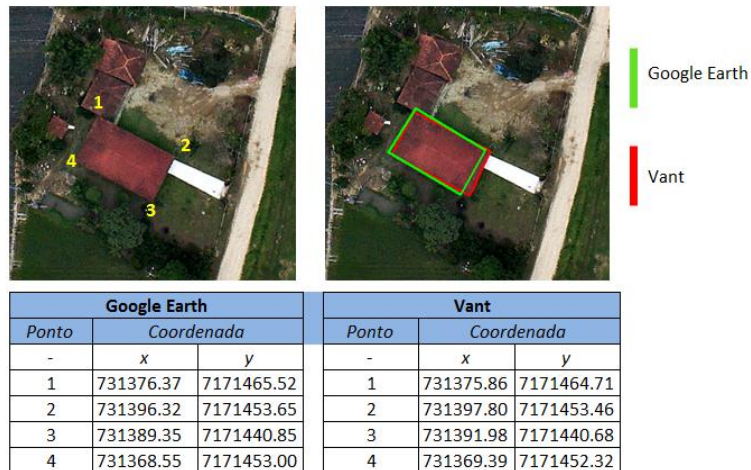 1
2
3
4
Google Earth
Vant
Google Earth
Ponto Coordenada
- x y
1 731376.37 7171465.52
2 731396.32 7171453.65
3 731389.35 7171440.85
4 731368.55 7171453.00
Vant
Ponto Coordenada
- x y
1 731375.86 7171464.71
2 731397.80 7171453.46
3 731391.98 7171440.68
4 731369.39 7171452.32